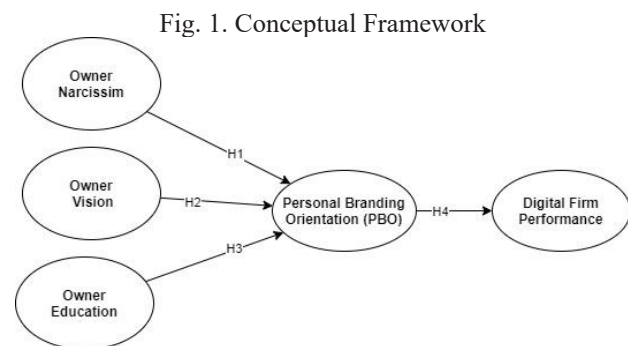 Fig. 1. Conceptual Framework
Owner
Narcissim
H1
Owner
Vision
H2
Personal Branding
Orientation (PBO)
H4
Digital Firm
Performance
H3
Owner
Education